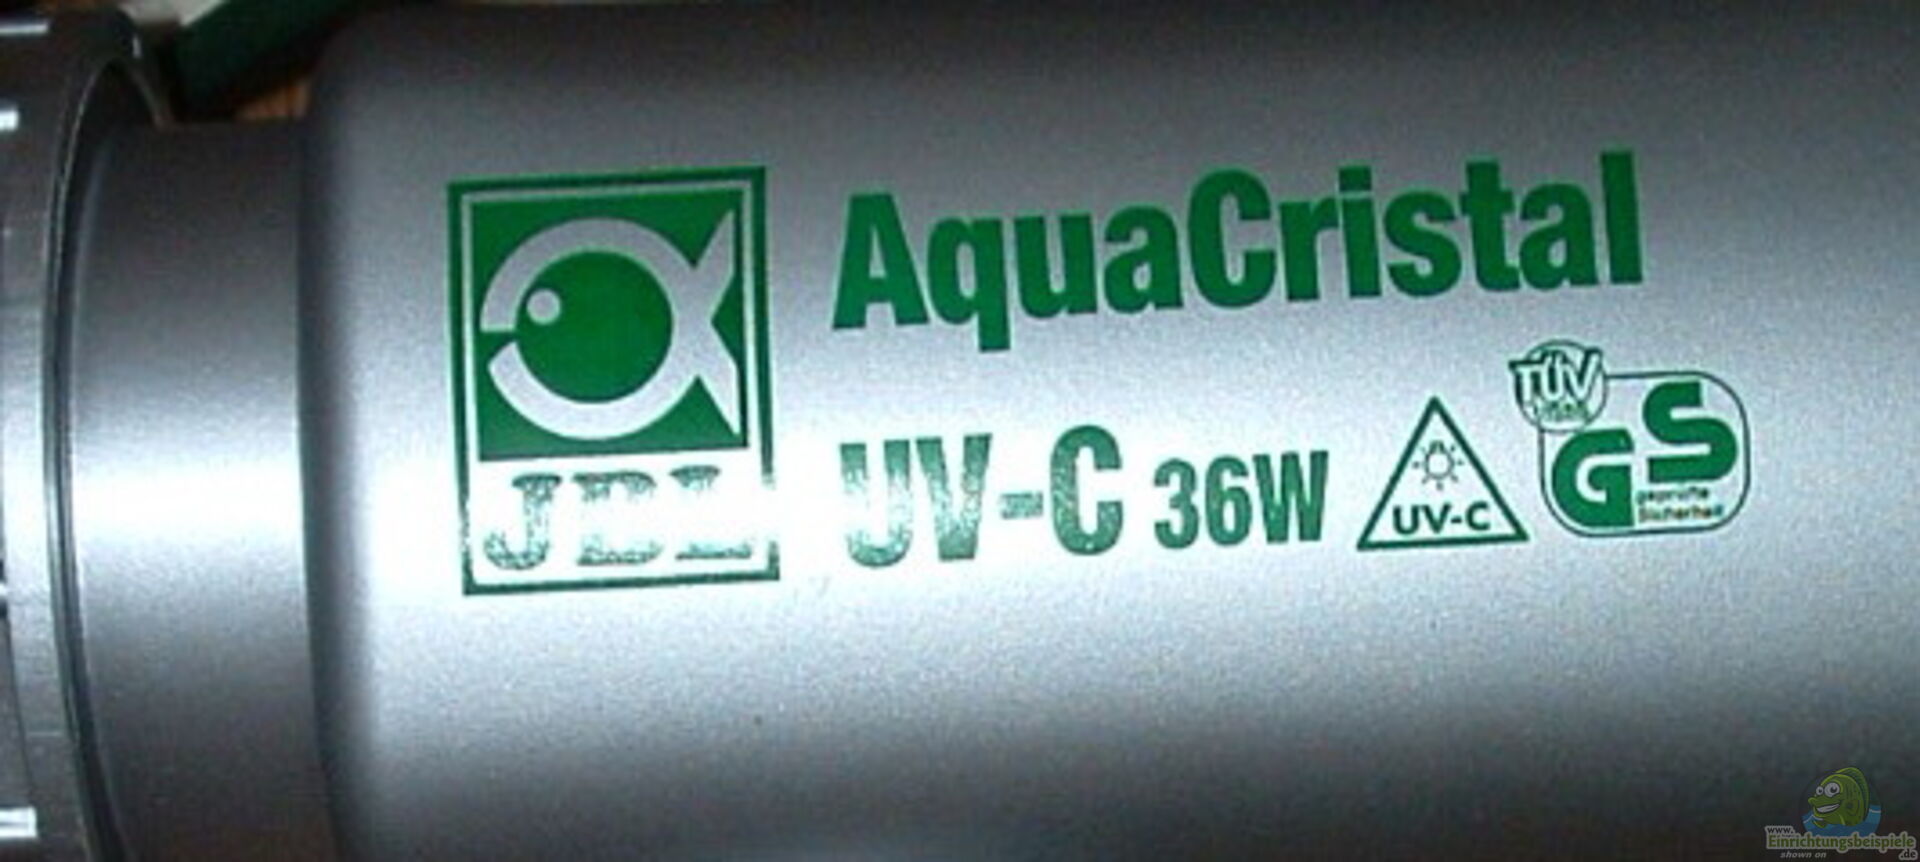 AquaCristal
JBL
UV-C 36W
UV-C
TÜV
GS
geprüfte
Sicherheit
www.
Einrichtungsbeispiele
shown on .de